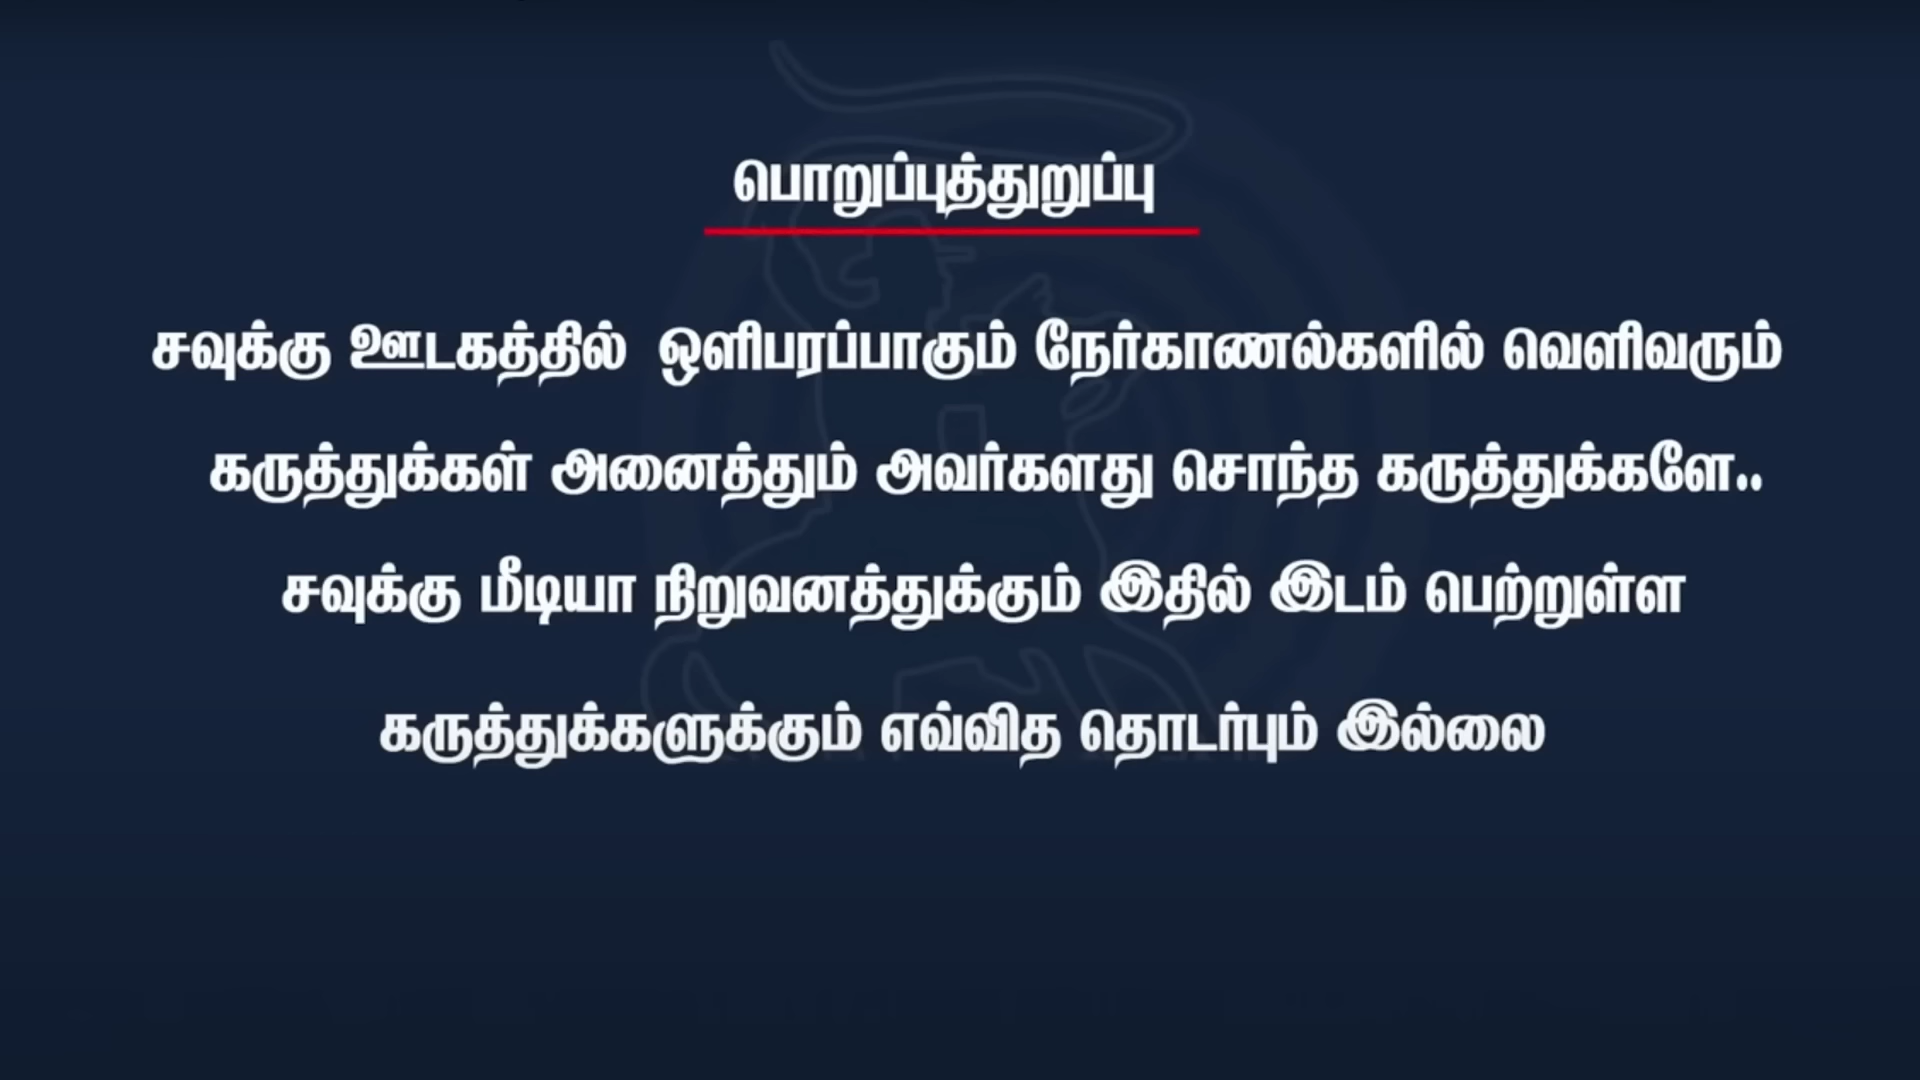 பொறுப்புத்துறுப்பு
சவுக்கு ஊடகத்தில் ஒளிபரப்பாகும் நேர்காணல்களில் வெளிவரும்
கருத்துக்கள் அனைத்தும் அவர்களது சொந்த கருத்துக்களே..
சவுக்கு மீடியா நிறுவனத்துக்கும் இதில் இடம் பெற்றுள்ள
கருத்துக்களுக்கும் எவ்வித தொடர்பும் இல்லை